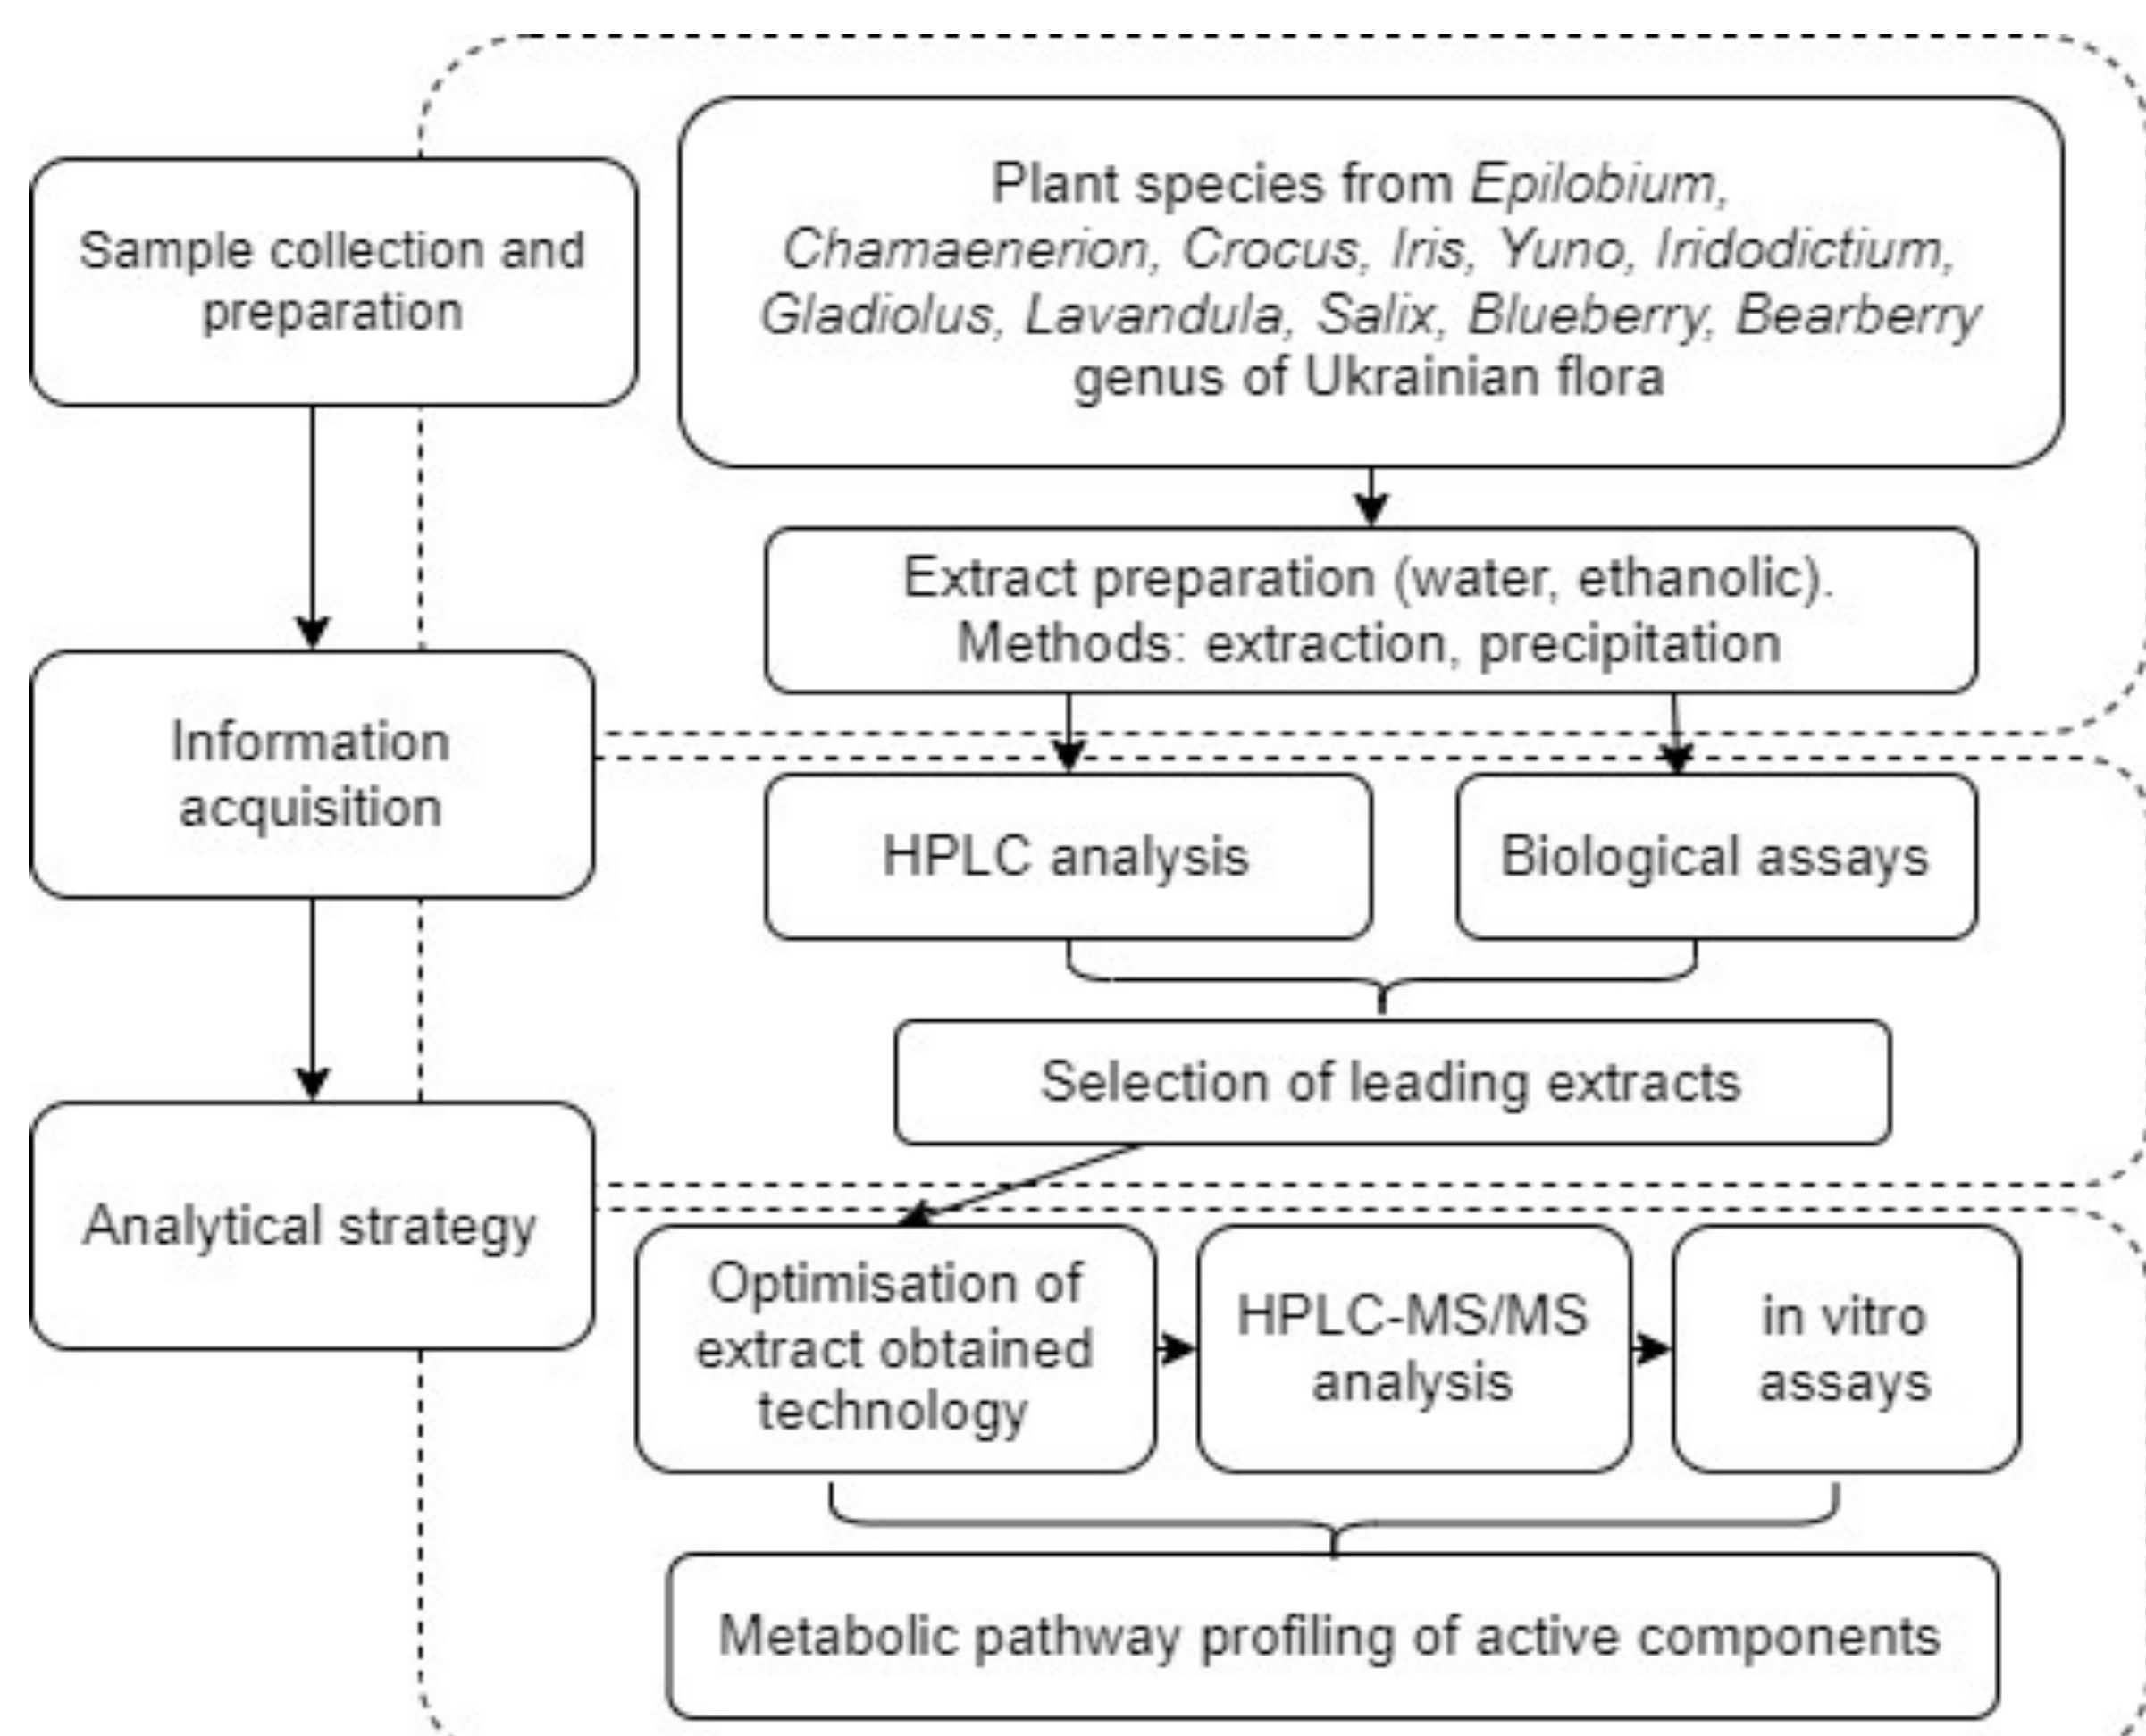 Sample collection and
preparation
Plant species from Epilobium,
Chamaenerion, Crocus, Iris, Yuno, Iridodictium,
Gladiolus, Lavandula, Salix, Blueberry, Bearberry
genus of Ukrainian flora
Extract preparation (water, ethanolic).
Methods: extraction, precipitation
Information
acquisition
HPLC analysis
Biological assays
Selection of leading extracts
Analytical strategy
Optimisation of
extract obtained
technology
HPLC-MS/MS
analysis
in vitro
assays
Metabolic pathway profiling of active components